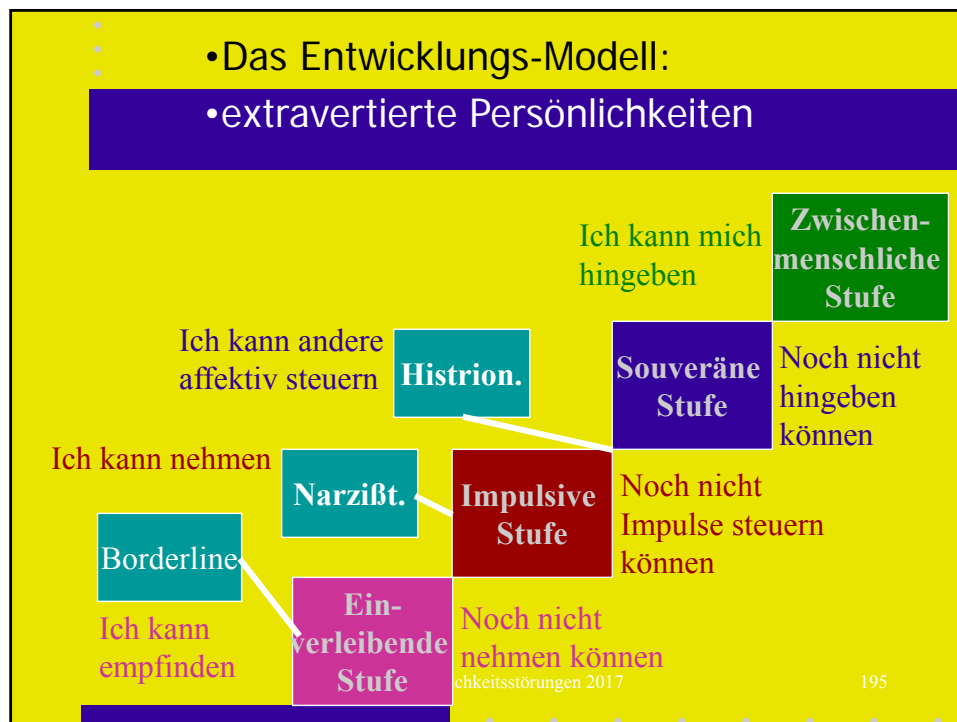 •Das Entwicklungs-Modell:
•extravertierte Persönlichkeiten
Ich kann mich
hingeben
Zwischen-
menschliche
Stufe
Ich kann andere
affektiv steuern
Histrion.
Souveräne
Stufe
Noch nicht
hingeben
können
Ich kann nehmen
Narzißt.
Impulsive
Stufe
Noch nicht
Impulse steuern
können
Borderline
Ich kann
empfinden
Ein-
verleibende
Stufe
Noch nicht
nehmen können
chkeitsstörungen 2017
195